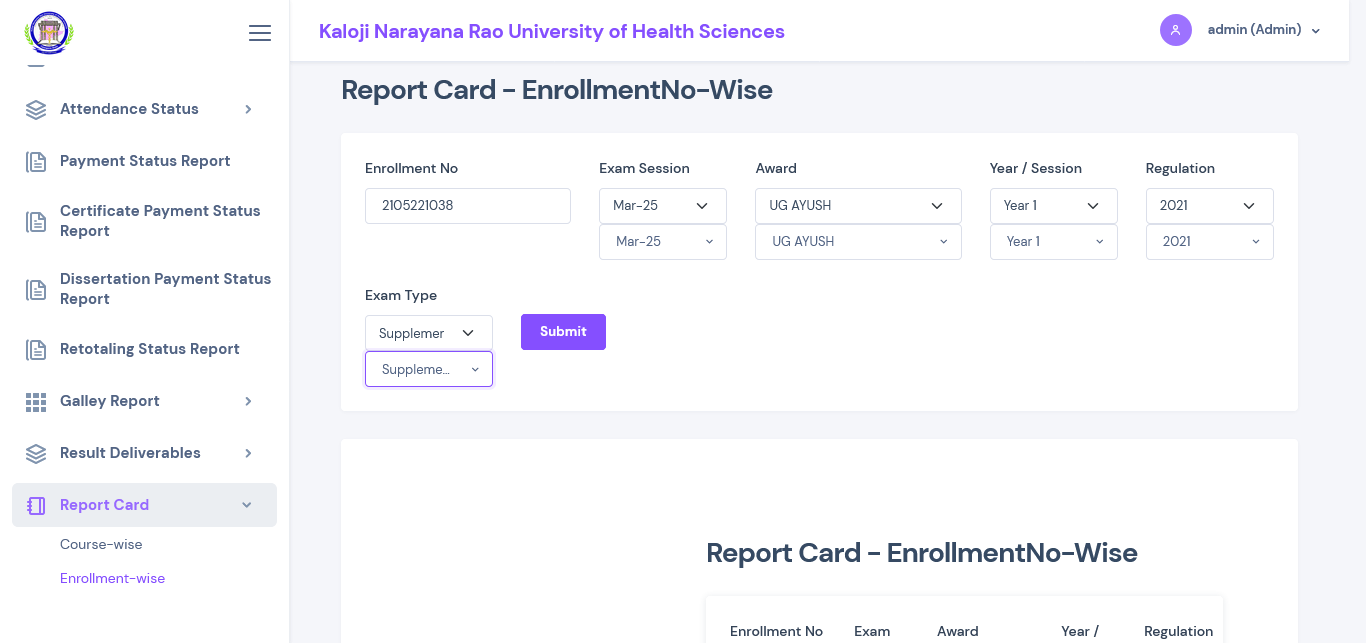 Kaloji Narayana Rao University of Health Sciences
admin (Admin)
Attendance Status
Payment Status Report
Certificate Payment Status
Report
Dissertation Payment Status
Report
Retotaling Status Report
Galley Report
Result Deliverables
Report Card
Course-wise
Enrollment-wise
Report Card - EnrollmentNo-Wise
Enrollment No
Exam Session
Award
Year / Session
Regulation
2105221038
Mar-25
UG AYUSH
Year 1
2021
Mar-25
UG AYUSH
Year 1
2021
Exam Type
Supplemer
Submit
Suppleme...
Report Card - EnrollmentNo-Wise
Enrollment No
Exam
Award
Year /
Regulation